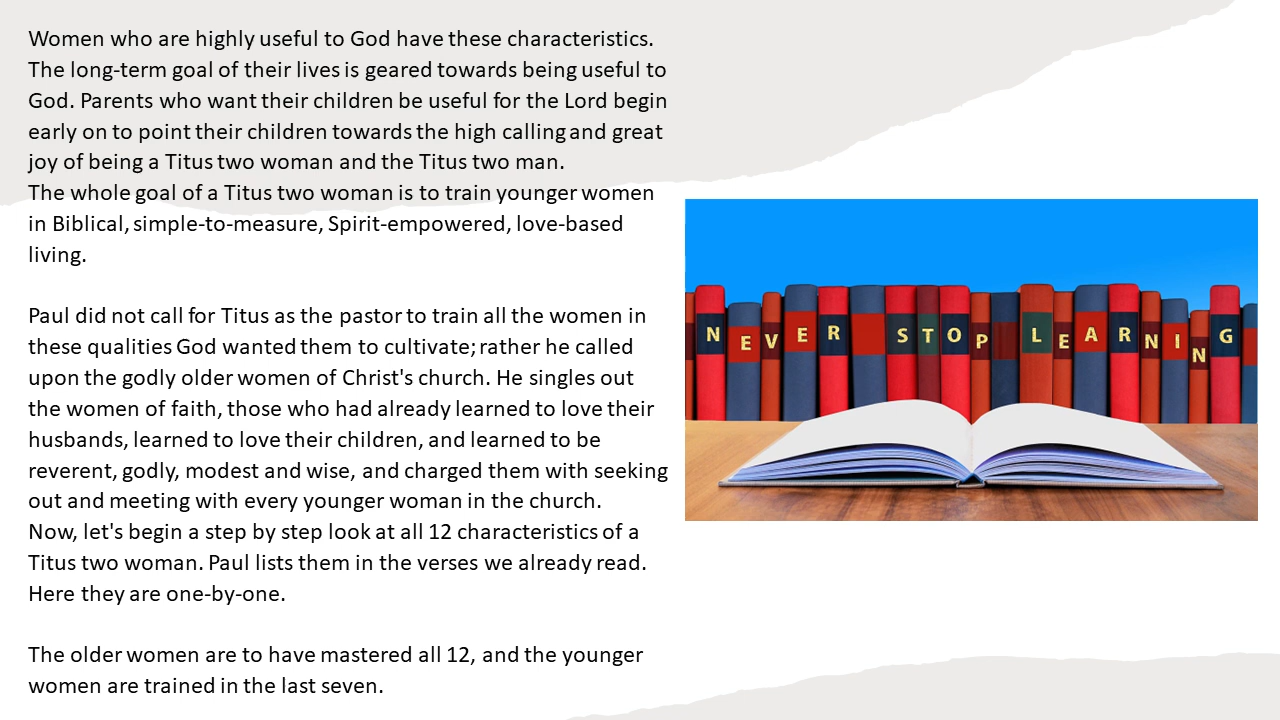 Women who are highly useful to God have these characteristics.
The long-term goal of their lives is geared towards being useful to
God. Parents who want their children be useful for the Lord begin
early on to point their children towards the high calling and great
joy of being a Titus two woman and the Titus two man.
The whole goal of a Titus two woman is to train younger women
in Biblical, simple-to-measure, Spirit-empowered, love-based
living.
Paul did not call for Titus as the pastor to train all the women in
these qualities God wanted them to cultivate; rather he called
upon the godly older women of Christ's church. He singles out
the women of faith, those who had already learned to love their
husbands, learned to love their children, and learned to be
reverent, godly, modest and wise, and charged them with seeking
out and meeting with every younger woman in the church.
Now, let's begin a step by step look at all 12 characteristics of a
Titus two woman. Paul lists them in the verses we already read.
Here they are one-by-one.
The older women are to have mastered all 12, and the younger
women are trained in the last seven.
NEVER STOP LEARNING